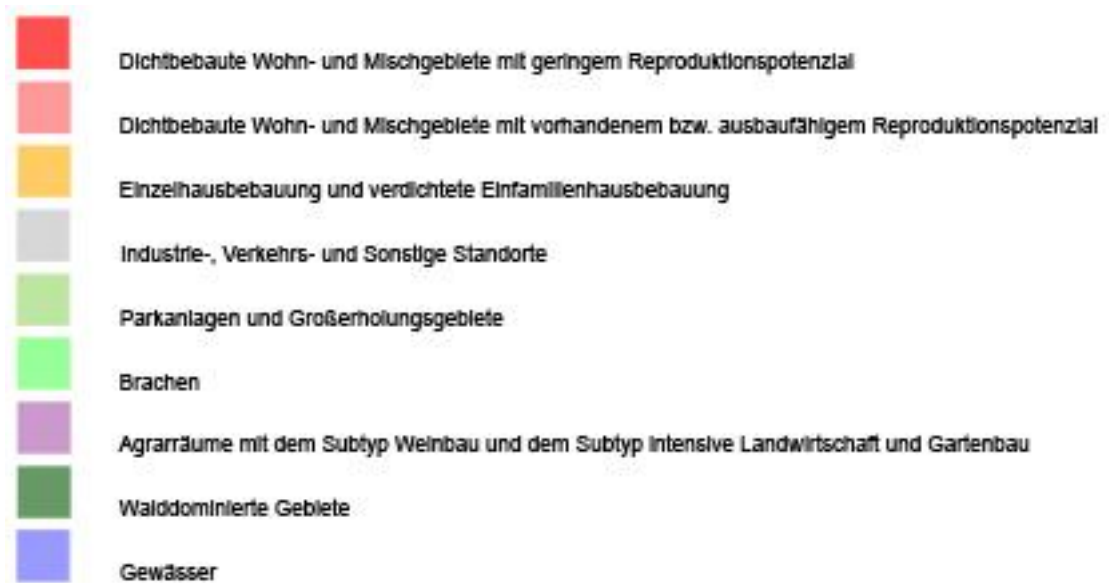 Dichtbebaute Wohn- und Mischgebiete mit geringem Reproduktionspotenzial
Dichtbebaute Wohn- und Mischgebiete mit vorhandenem bzw. ausbaufähigem Reproduktionspotenzial
Einzelhausbebauung und verdichtete Einfamilienhausbebauung
Industrie-, Verkehrs- und Sonstige Standorte
Parkanlagen und Großerholungsgebiete
Brachen
Agrarräume mit dem Subtyp Weinbau und dem Subtyp Intensive Landwirtschaft und Gartenbau
Walddominierte Gebiete
Gewässer